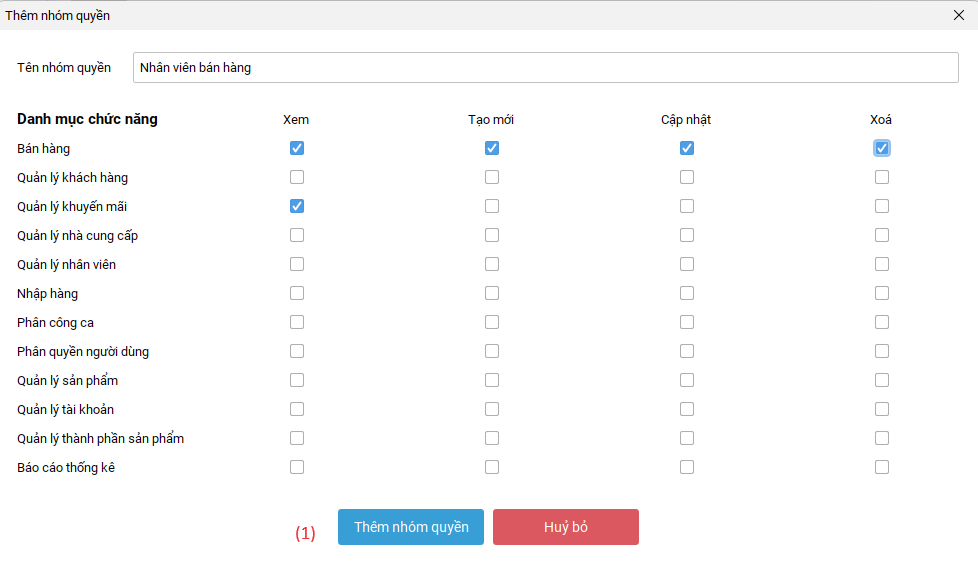 Thêm nhóm quyền
Tên nhóm quyền Nhân viên bán hàng
Danh mục chức năng Xem Tạo mới Cập nhật Xoá
Bán hàng
Quản lý khách hàng
Quản lý khuyến mãi
Quản lý nhà cung cấp
Quản lý nhân viên
Nhập hàng
Phân công ca
Phân quyền người dùng
Quản lý sản phẩm
Quản lý tài khoản
Quản lý thành phần sản phẩm
Báo cáo thống kê
(1) Thêm nhóm quyền Huỷ bỏ